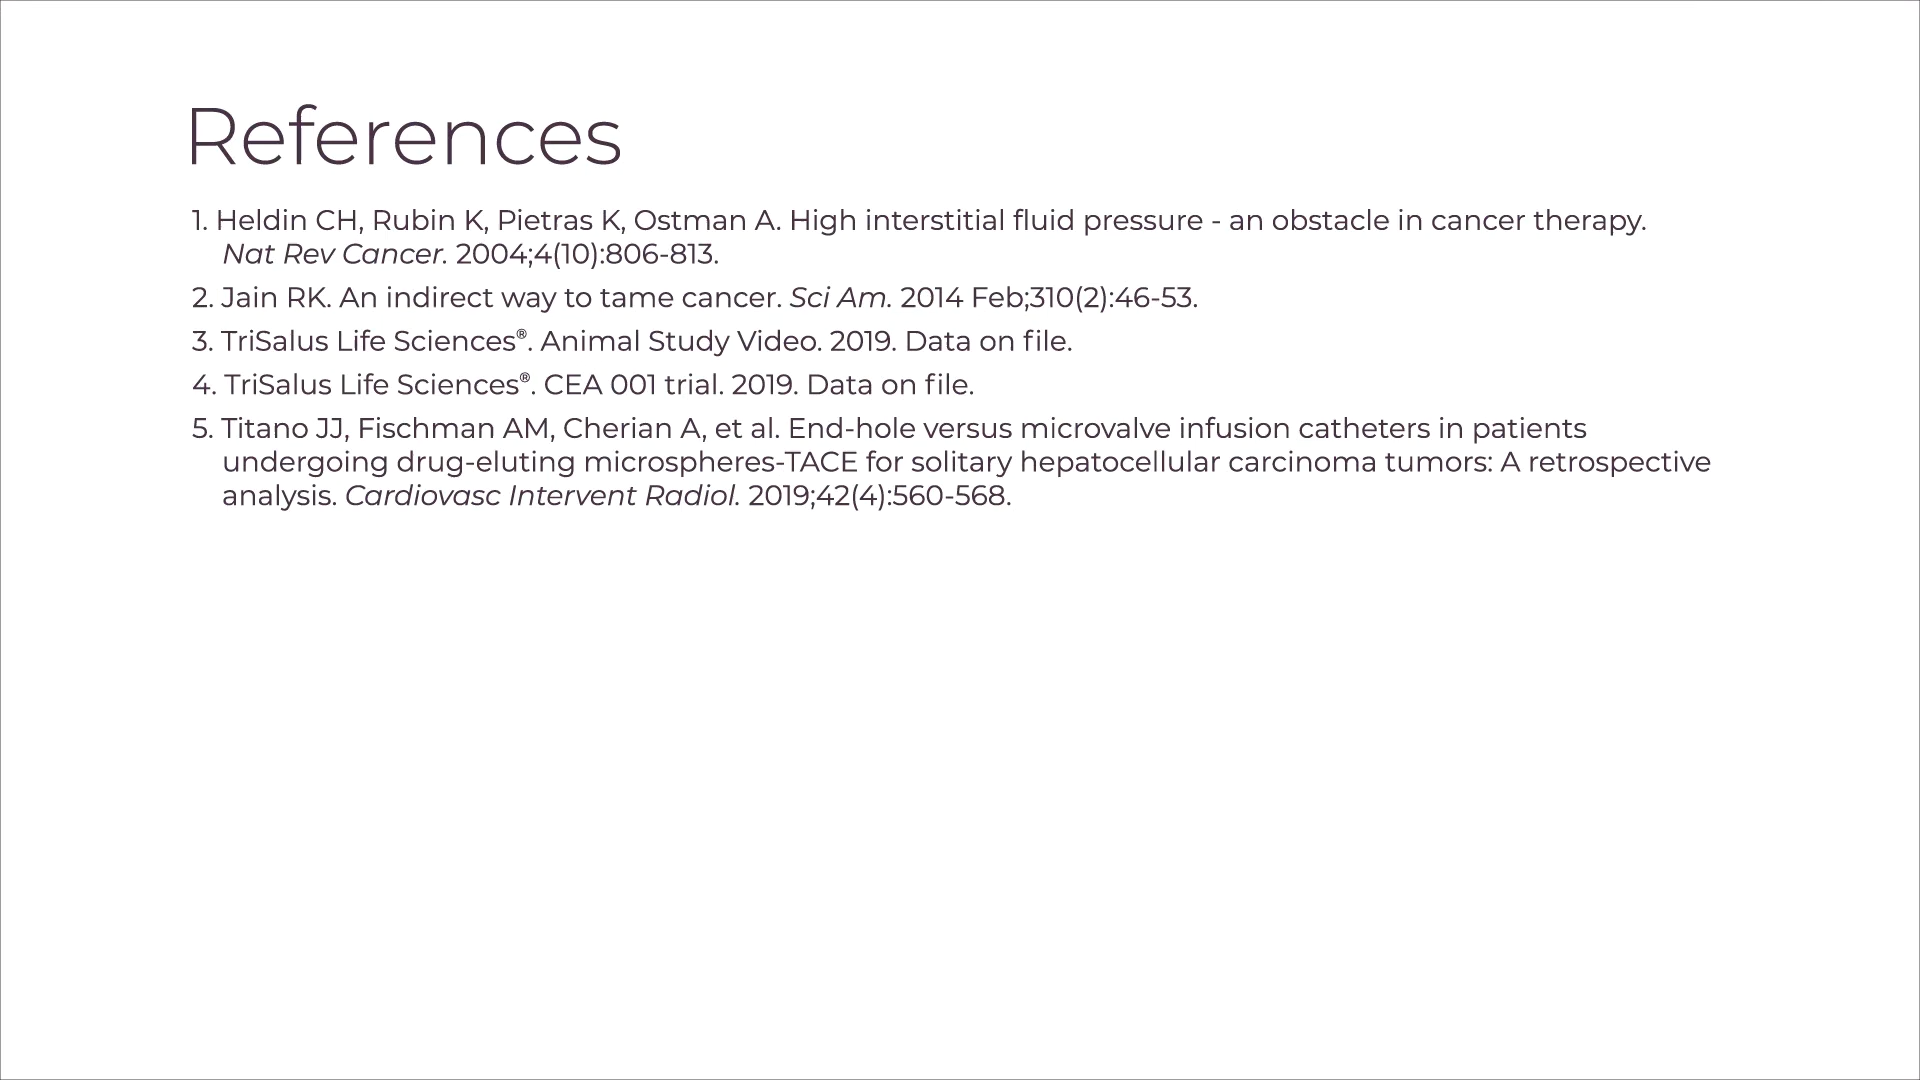 References
1. Heldin CH, Rubin K, Pietras K, Ostman A. High interstitial fluid pressure - an obstacle in cancer therapy.
Nat Rev Cancer. 2004;4(10):806-813.
2. Jain RK. An indirect way to tame cancer. Sci Am. 2014 Feb;310(2):46-53.
3. TriSalus Life Sciences®. Animal Study Video. 2019. Data on file.
4. TriSalus Life Sciences®. CEA 001 trial. 2019. Data on file.
5. Titano JJ, Fischman AM, Cherian A, et al. End-hole versus microvalve infusion catheters in patients
undergoing drug-eluting microspheres-TACE for solitary hepatocellular carcinoma tumors: A retrospective
analysis. Cardiovasc Intervent Radiol. 2019;42(4):560-568.